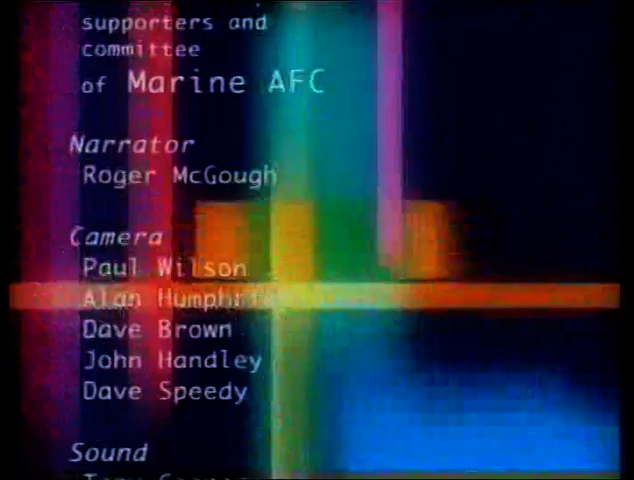 supporters and
committee
of Marine AFC
Narrator
Roger McGough
Camera
Paul Wilson
Alan
Dave Brown
John Handley
Dave Speedy
Sound